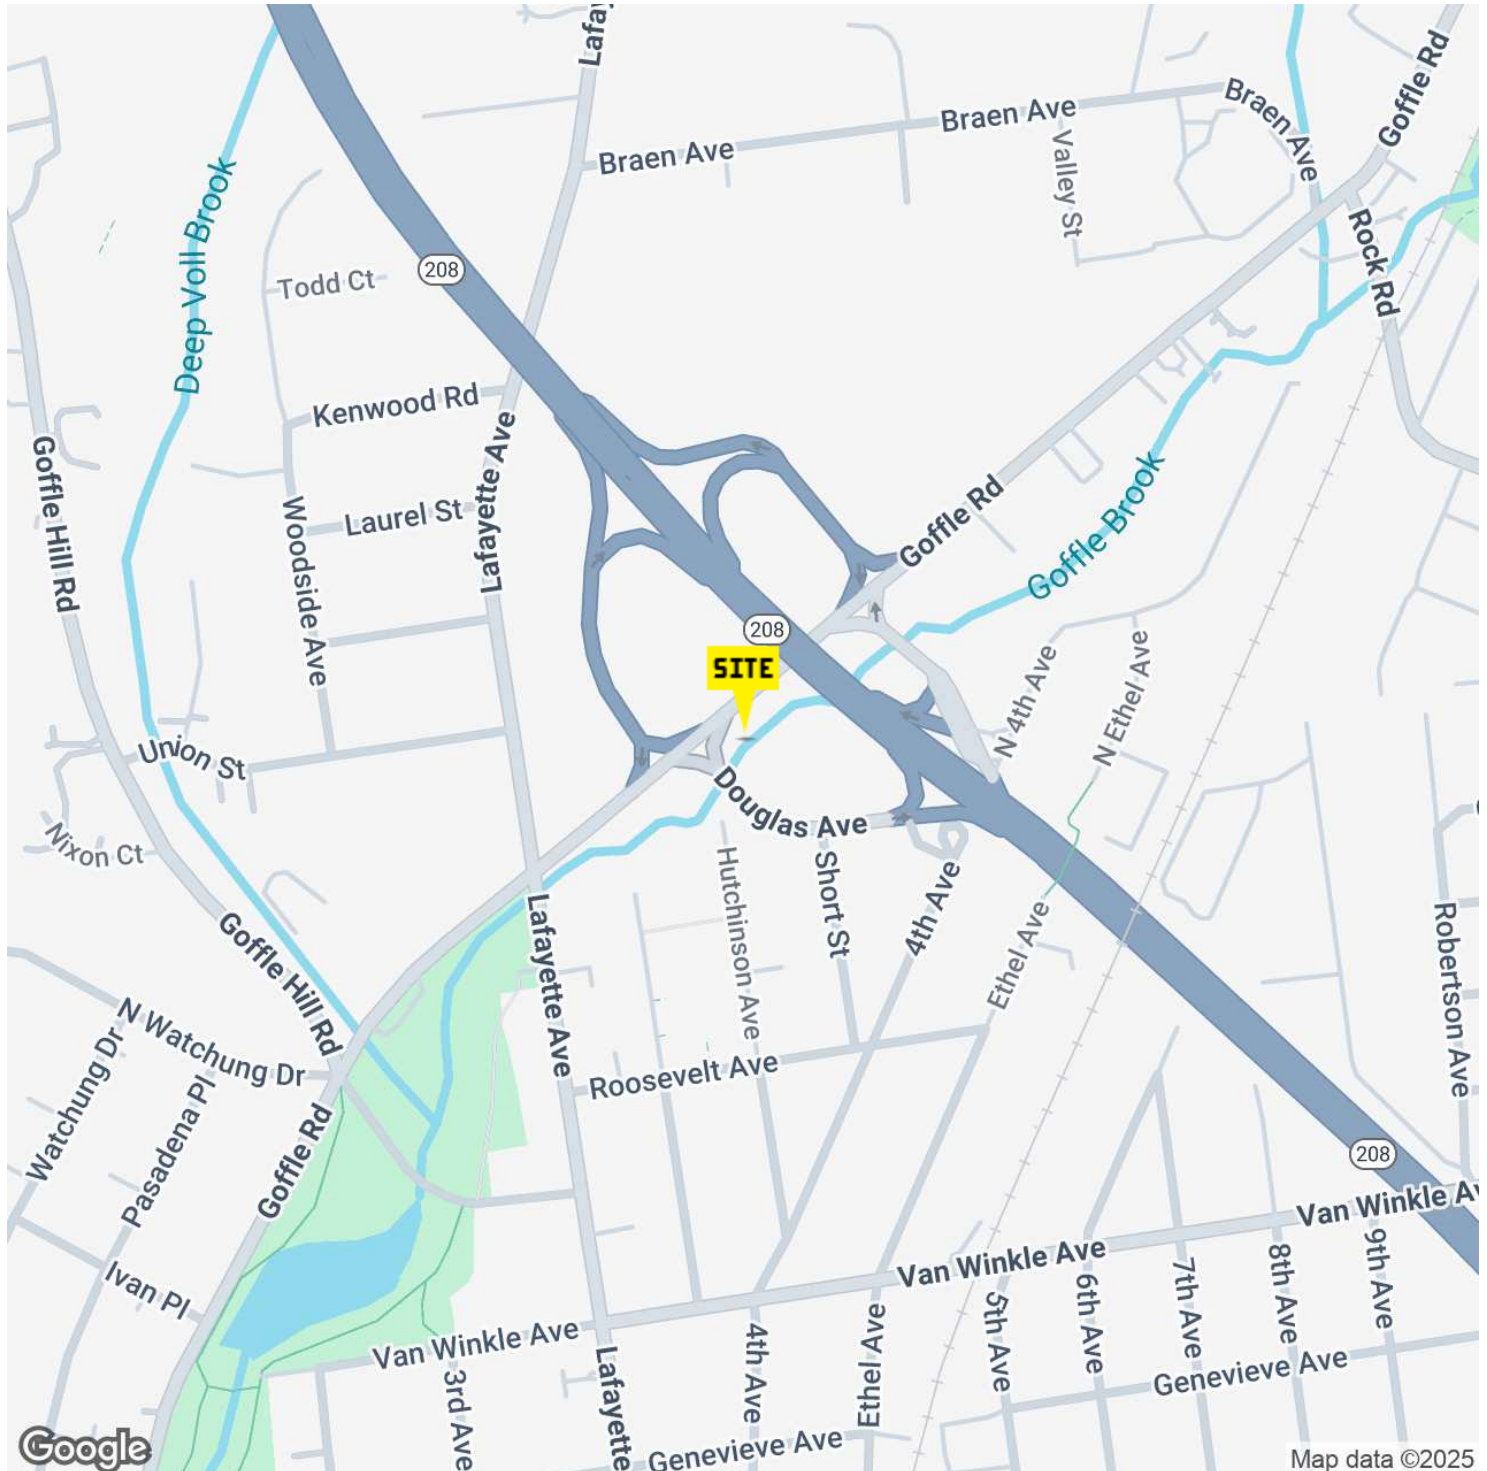 Lafay
Goffle Rd
Braen Ave
Braen Ave
Braen Ave
Valley St
Deep Voll Brook
Rock Rd
208
Todd Ct
Kenwood Rd
Lafayette Ave
Goffle Hill Rd
Laurel St
Woodside Ave
Lafayette Ave
Goffle Rd
Goffle Brook
208
SITE
N 4th Ave
N Ethel Ave
Union St
Douglas Ave
Nixon Ct
Hutchinson Ave
Short St
4th Ave
Ethel Ave
Robertson Ave
Goffle Hill Rd
Lafayette Ave
N Watchung Dr
Watchung Dr
Pasadena Pl
Roosevelt Ave
Goffle Rd
208
Van Winkle Av
Van Winkle Ave
Ivan Pl
5th Ave
6th Ave
7th Ave
8th Ave
9th Ave
Van Winkle Ave
3rd Ave
Lafayette
4th Ave
Ethel Ave
Genevieve Ave
Genevieve Ave
Google
Map data ©2025